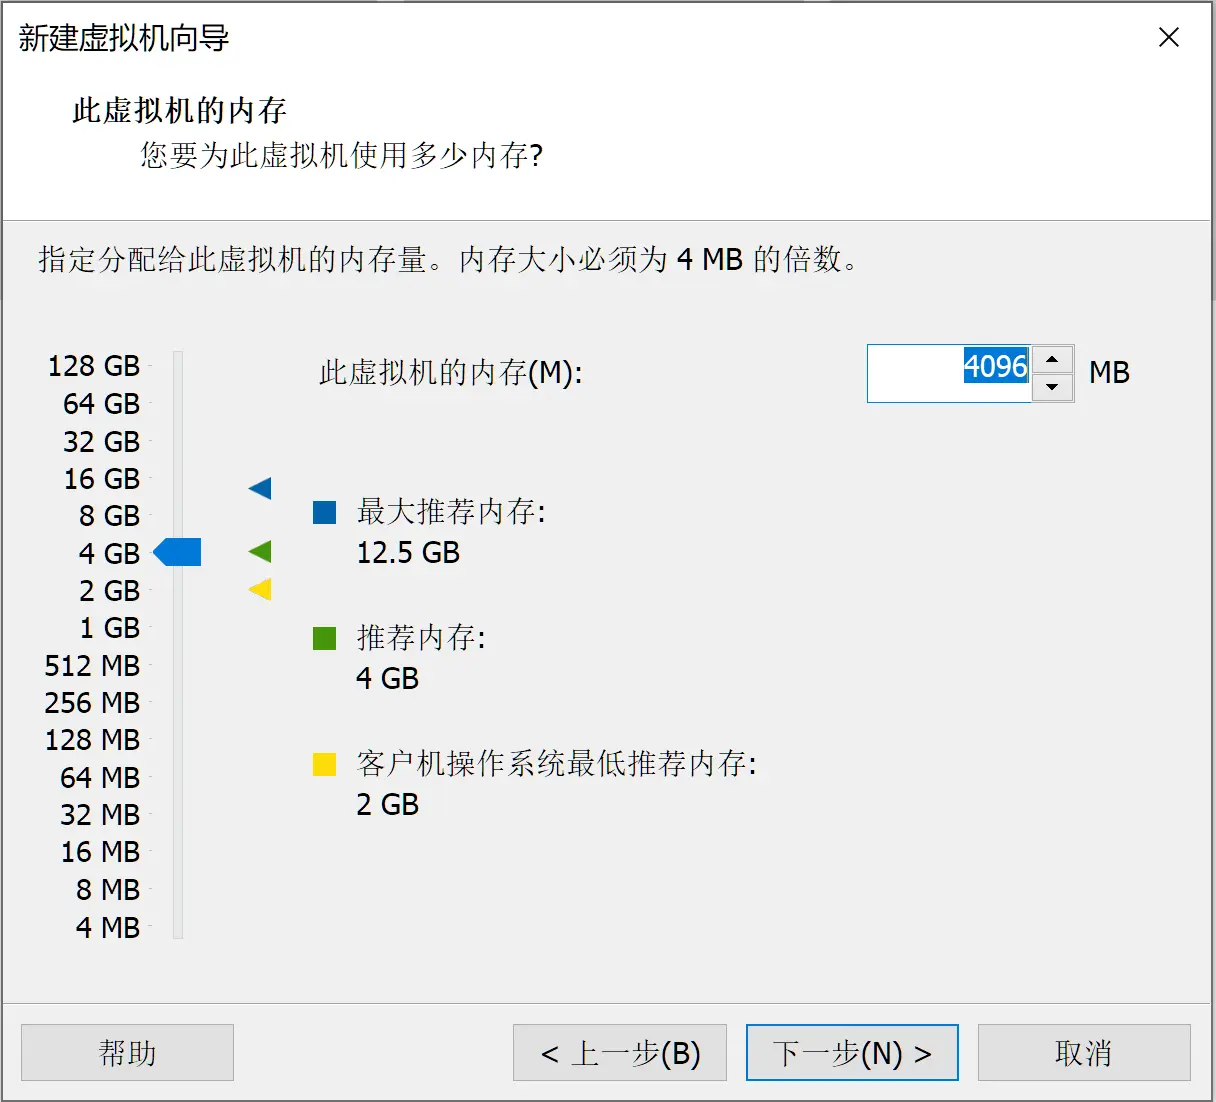 新建虚拟机向导
此虚拟机的内存
您要为此虚拟机使用多少内存?
指定分配给此虚拟机的内存量。内存大小必须为 4 MB 的倍数。
128 GB
64 GB
32 GB
16 GB
8 GB
4 GB
2 GB
1 GB
512 MB
256 MB
128 MB
64 MB
32 MB
16 MB
8 MB
4 MB
此虚拟机的内存(M):
4096 MB
最大推荐内存:
12.5 GB
推荐内存:
4 GB
客户机操作系统最低推荐内存:
2 GB
帮助
< 上一步(B)
下一步(N) >
取消